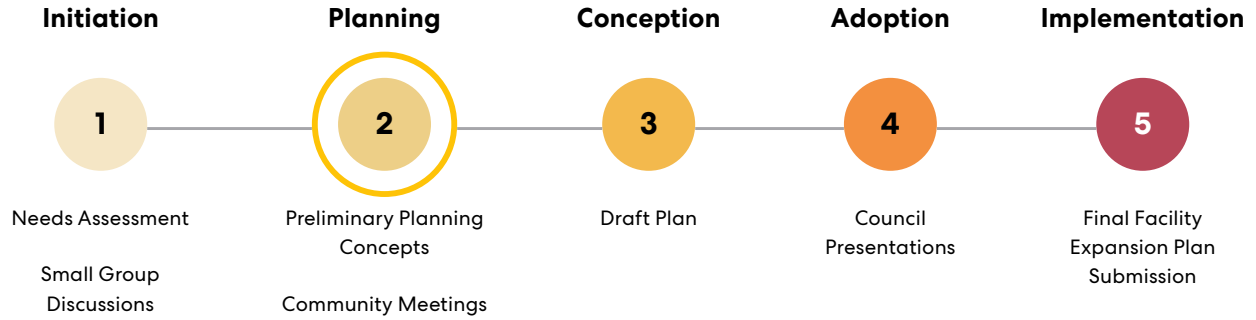 Initiation
Planning
Conception
Adoption
Implementation
1
2
3
4
5
Needs Assessment
Small Group
Discussions
Preliminary Planning
Concepts
Community Meetings
Draft Plan
Council
Presentations
Final Facility
Expansion Plan
Submission